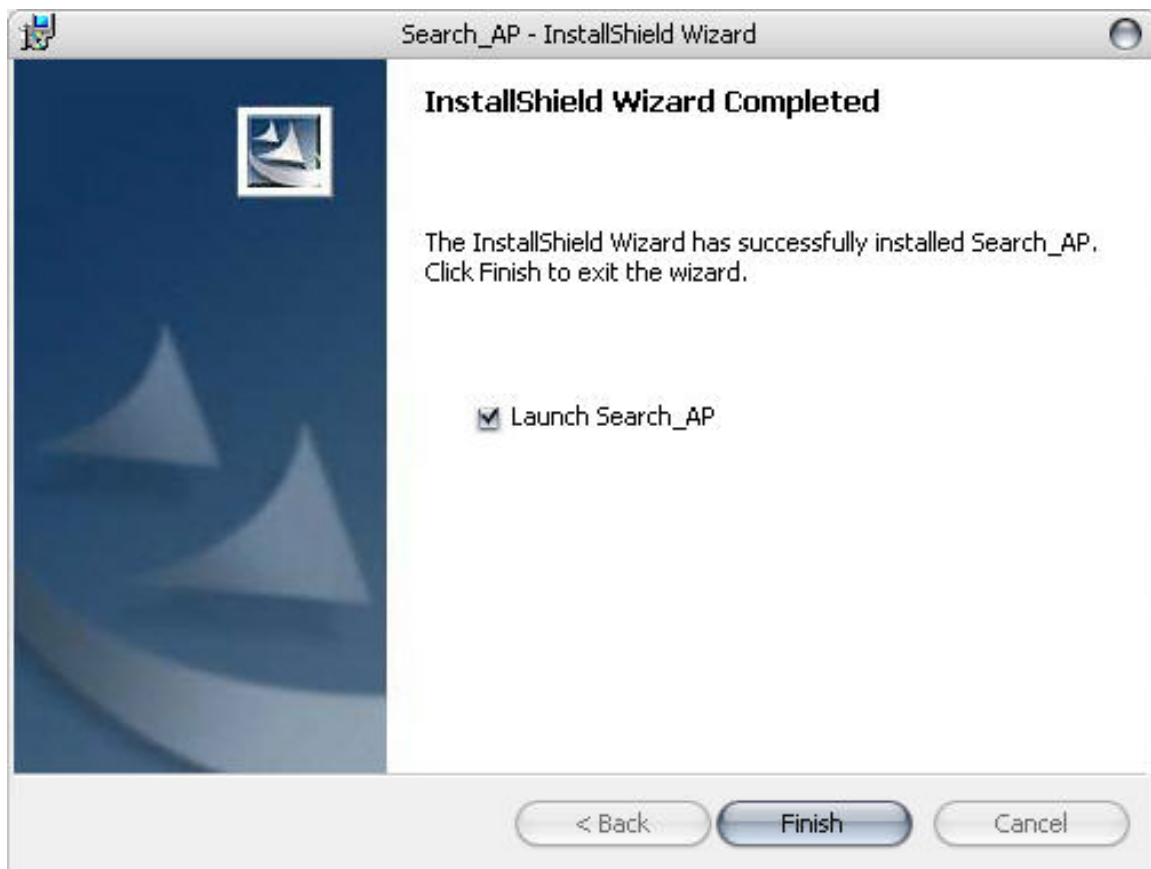 Search_AP - InstallShield Wizard
InstallShield Wizard Completed
The InstallShield Wizard has successfully installed Search_AP.
Click Finish to exit the wizard.
Launch Search_AP
< Back
Finish
Cancel